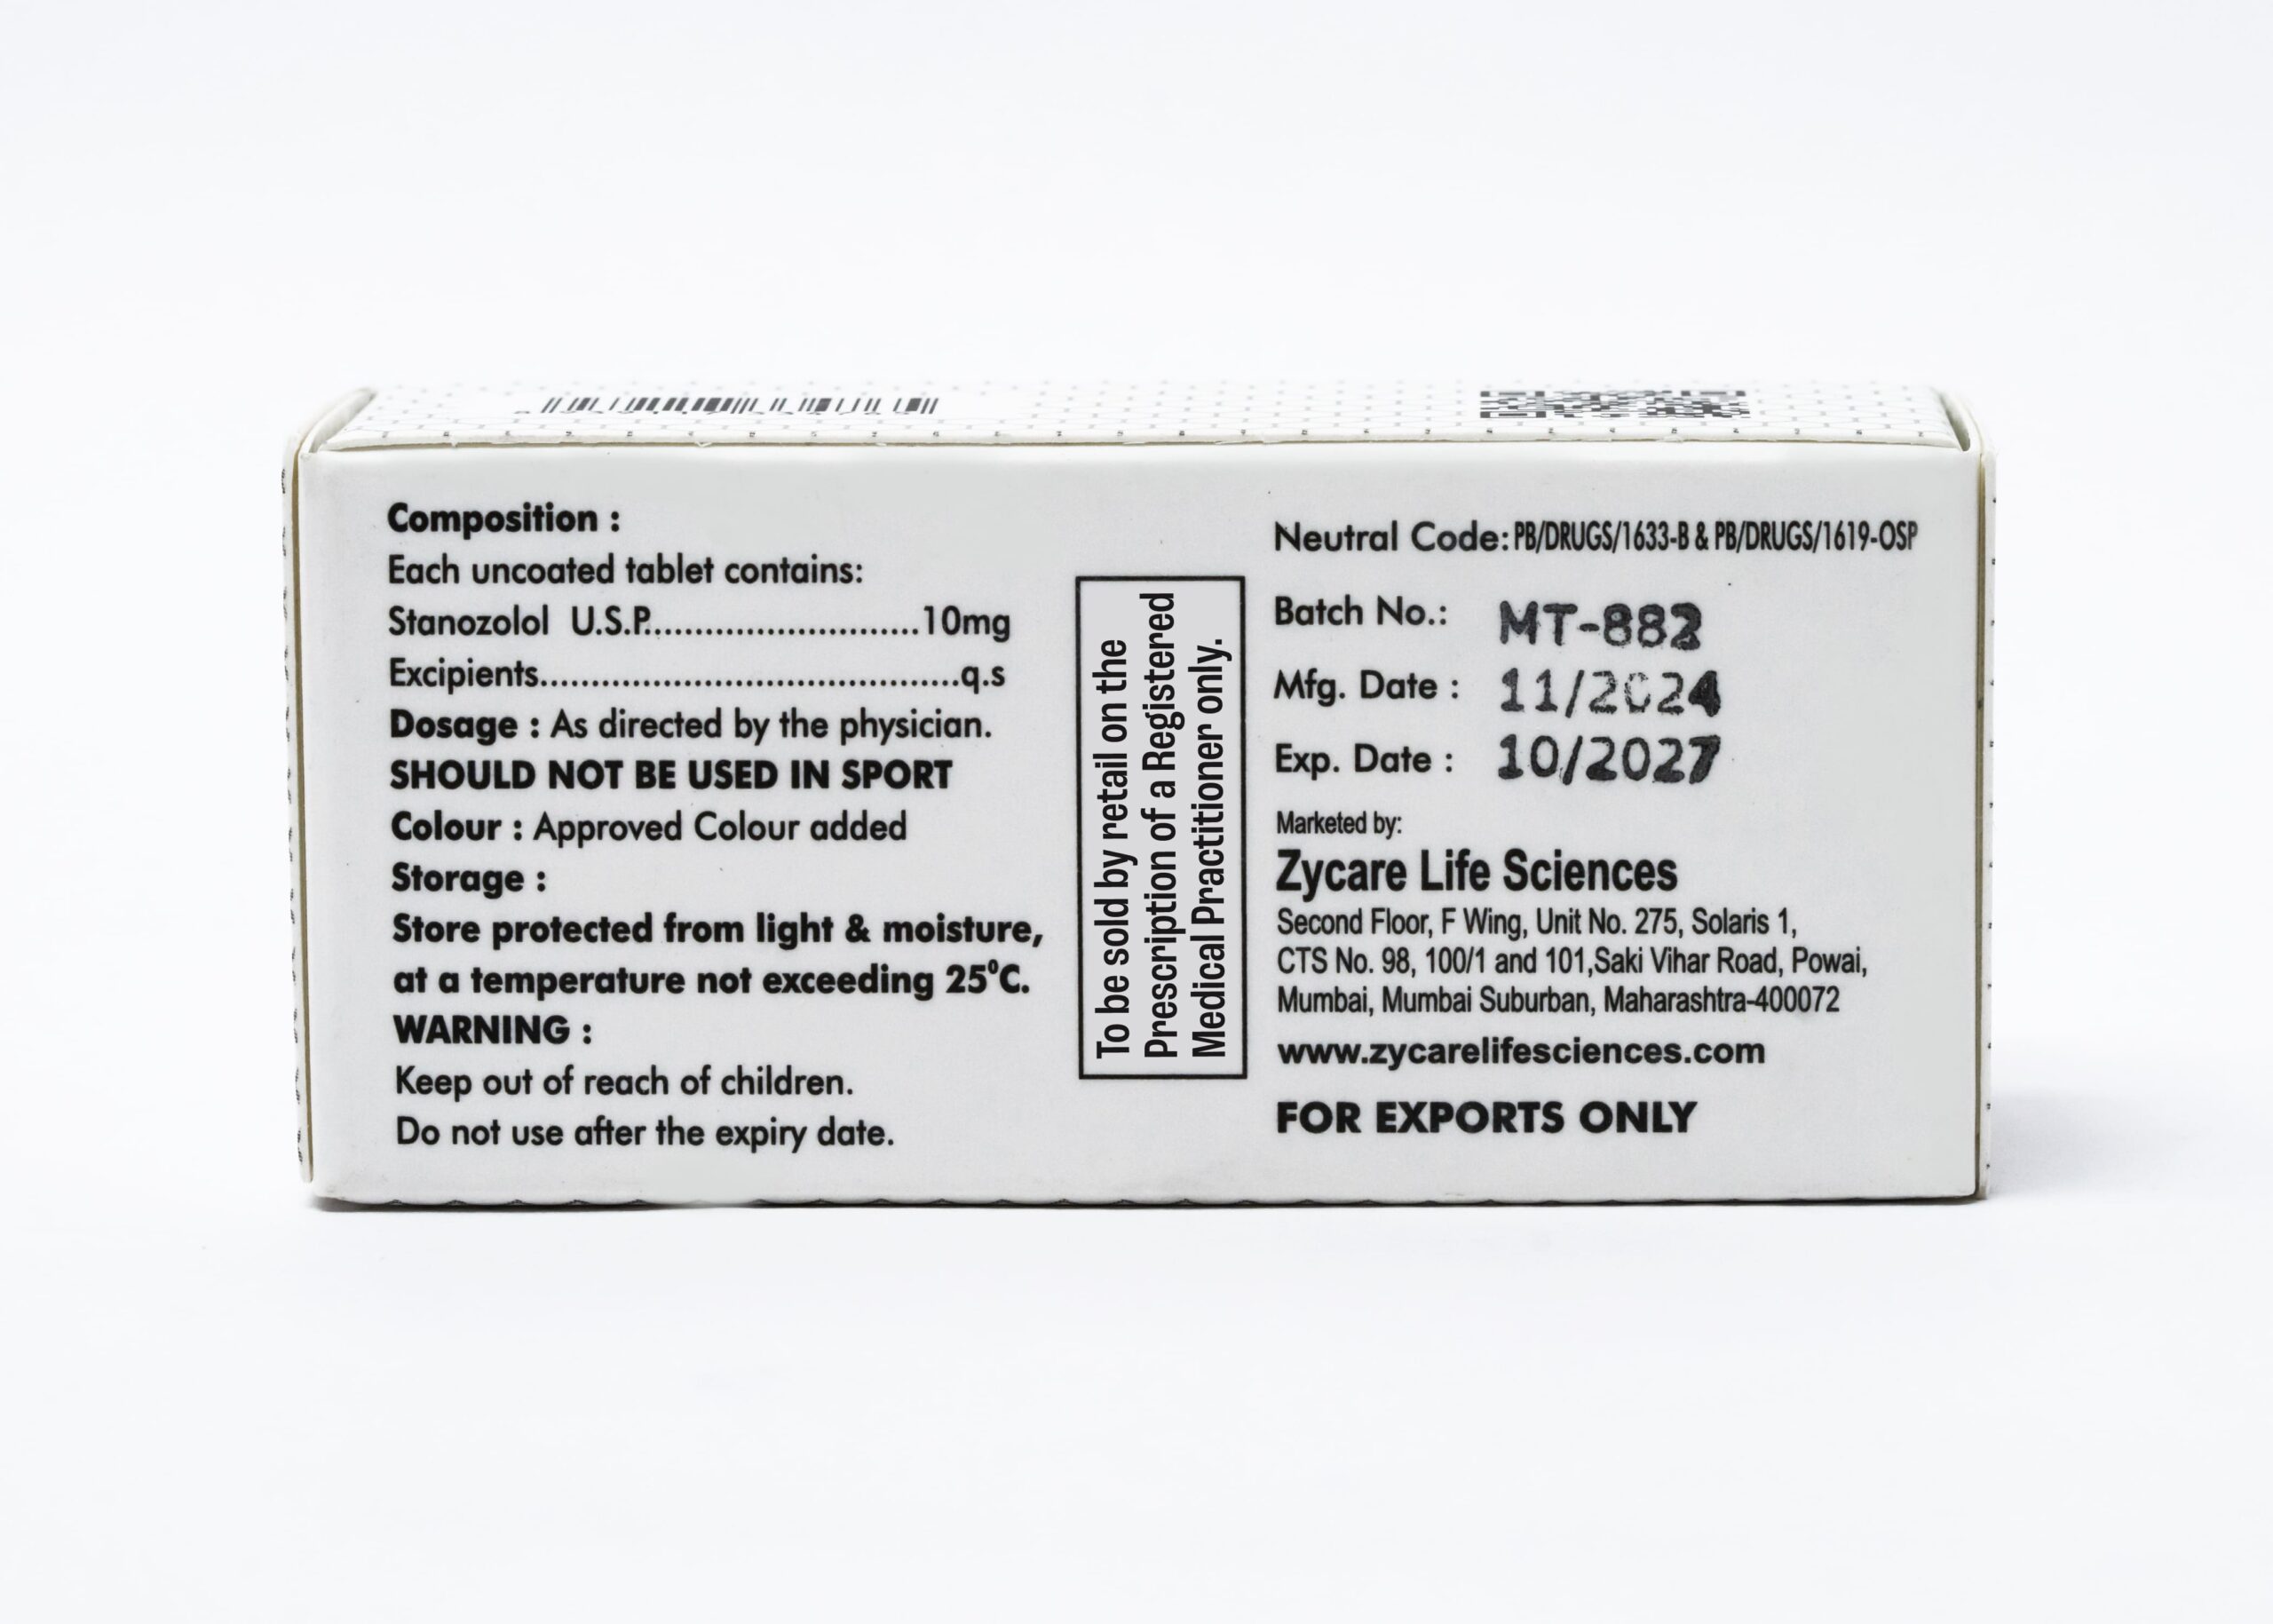 Composition :
Each uncoated tablet contains:
Stanozolol U.S.P..............................10mg
Excipients.........................................q.s
Dosage : As directed by the physician.
SHOULD NOT BE USED IN SPORT
Colour : Approved Colour added
Storage :
Store protected from light & moisture,
at a temperature not exceeding 25°C.
WARNING :
Keep out of reach of children.
Do not use after the expiry date.
To be sold by retail on the
Prescription of a Registered
Medical Practitioner only.
Neutral Code: PB/DRUGS/1633-B & PB/DRUGS/1619-OSP
Batch No.: MT-882
Mfg. Date : 11/2024
Exp. Date : 10/2027
Marketed by:
Zycare Life Sciences
Second Floor, F Wing, Unit No. 275, Solaris 1,
CTS No. 98, 100/1 and 101,Saki Vihar Road, Powai,
Mumbai, Mumbai Suburban, Maharashtra-400072
www.zycarelifesciences.com
FOR EXPORTS ONLY